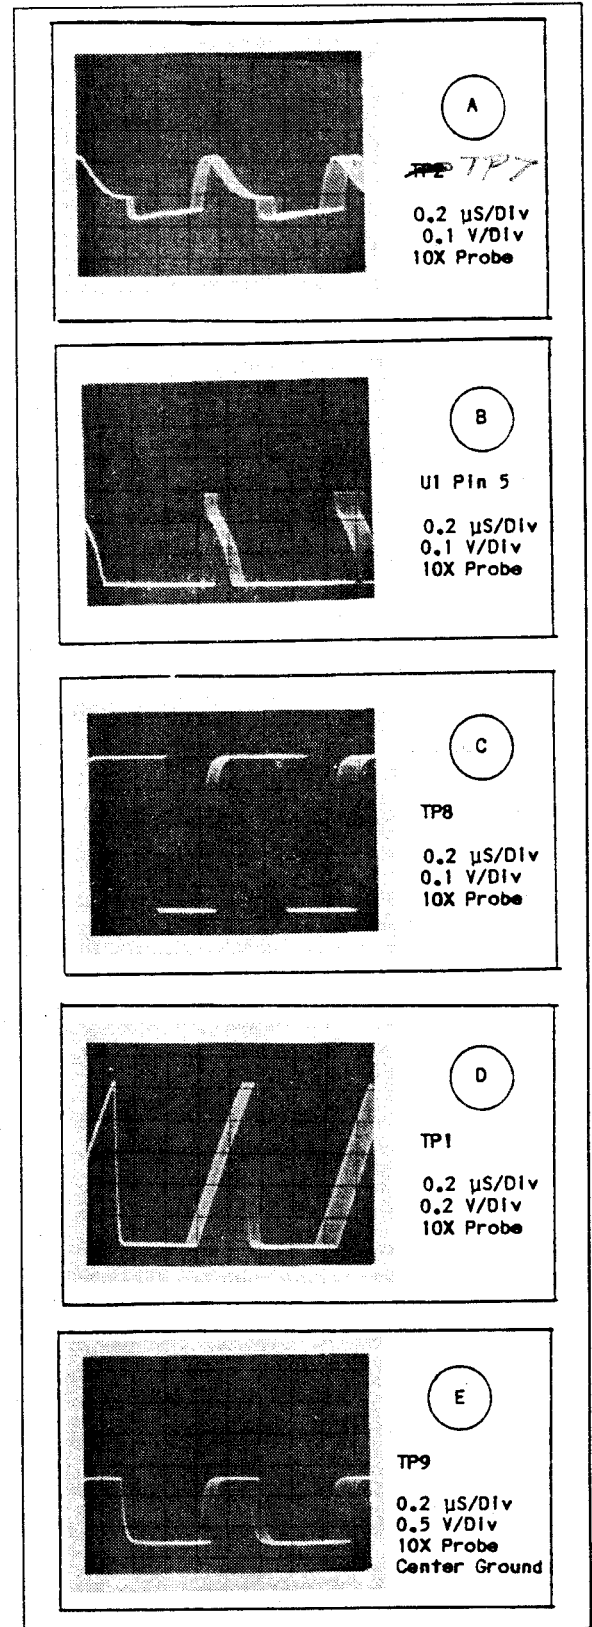 A
TP2 TP7
0.2 µS/Div
0.1 V/Div
10X Probe
B
U1 Pin 5
0.2 µS/Div
0.1 V/Div
10X Probe
C
TP8
0.2 µS/Div
0.1 V/Div
10X Probe
D
TP1
0.2 µS/Div
0.2 V/Div
10X Probe
E
TP9
0.2 µS/Div
0.5 V/Div
10X Probe
Center Ground